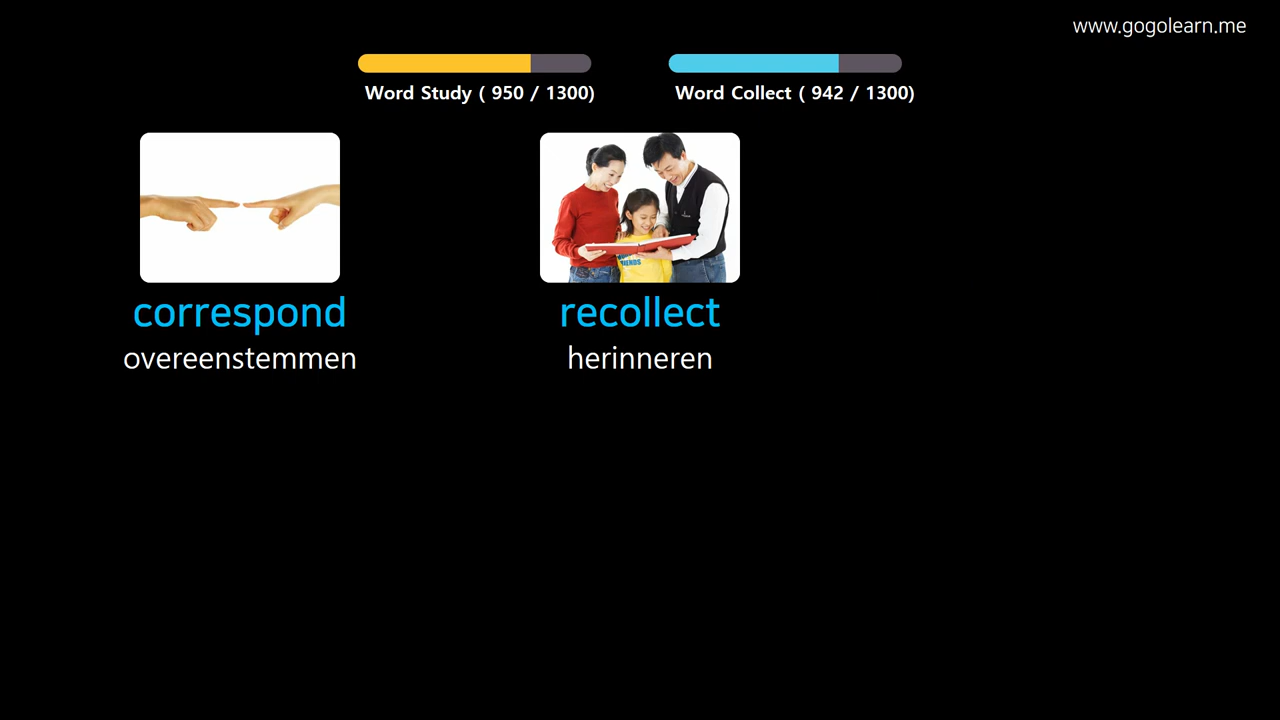 www.gogolearn.me
Word Study ( 950 / 1300)
Word Collect ( 942 / 1300)
correspond
overeenstemmen
recollect
herinneren